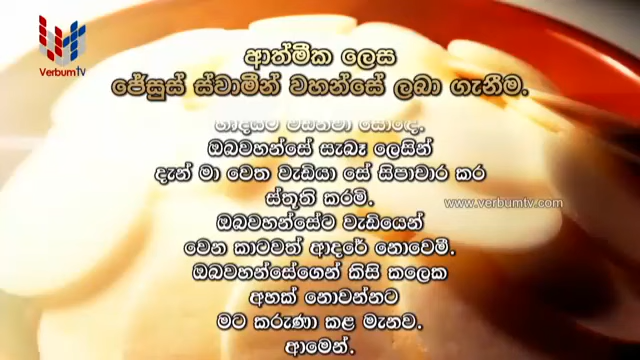 VerbumTV
ආත්මීක ලෙස
ජේසුස් ස්වාමීන් වහන්සේ ලබා ගැනීම.
ඔබවහන්සේ සැබෑ ලෙසින්
දැන් මා වෙත වැඩියා සේ සිපාචාර කර
ස්තූති කරමි.
www.verbumtv.com
ඔබවහන්සේට වැඩියෙන්
වෙන කාටවත් ආදරේ නොවෙමී.
ඔබවහන්සේගෙන් කිසි කලෙක
අහක් නොවන්නට
මට කරුණා කළ මැනව.
ආමෙන්.